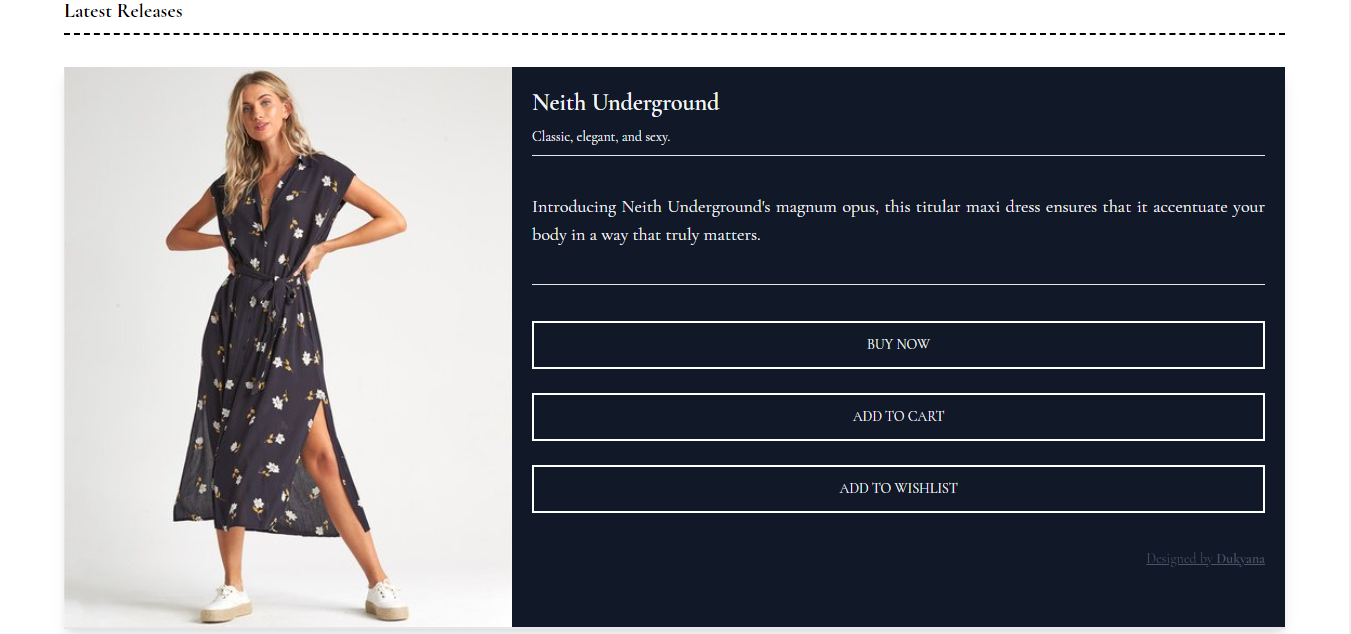 Latest Releases
Neith Underground
Classic, elegant, and sexy.
Introducing Neith Underground's magnum opus, this titular maxi dress ensures that it accentuate your
body in a way that truly matters.
BUY NOW
ADD TO CART
ADD TO WISHLIST
Designed by Dukyana